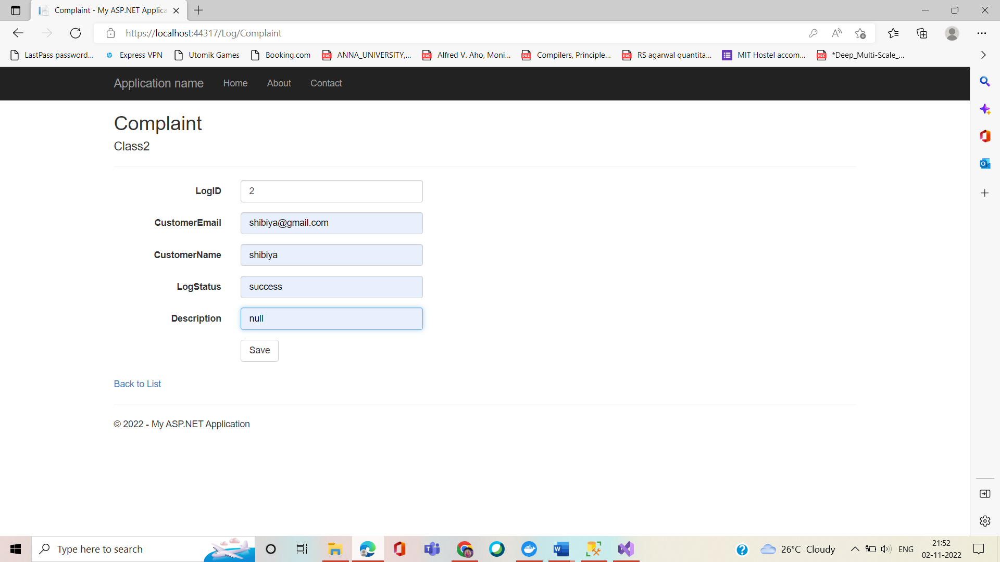 Complaint - My ASP.NET Applica
https://localhost:44317/Log/Complaint
LastPass password... Express VPN Utomik Games Booking.com ANNA_UNIVERSITY,... Alfred V. Aho, Moni... Compilers, Principle... RS agarwal quantita... MIT Hostel accom... *Deep_Multi-Scale_...
Application name Home About Contact
Complaint
Class2
LogID 2
CustomerEmail shibiya@gmail.com
CustomerName shibiya
LogStatus success
Description null
Save
Back to List
© 2022 - My ASP.NET Application
Type here to search
26°C Cloudy ENG
21:52
02-11-2022